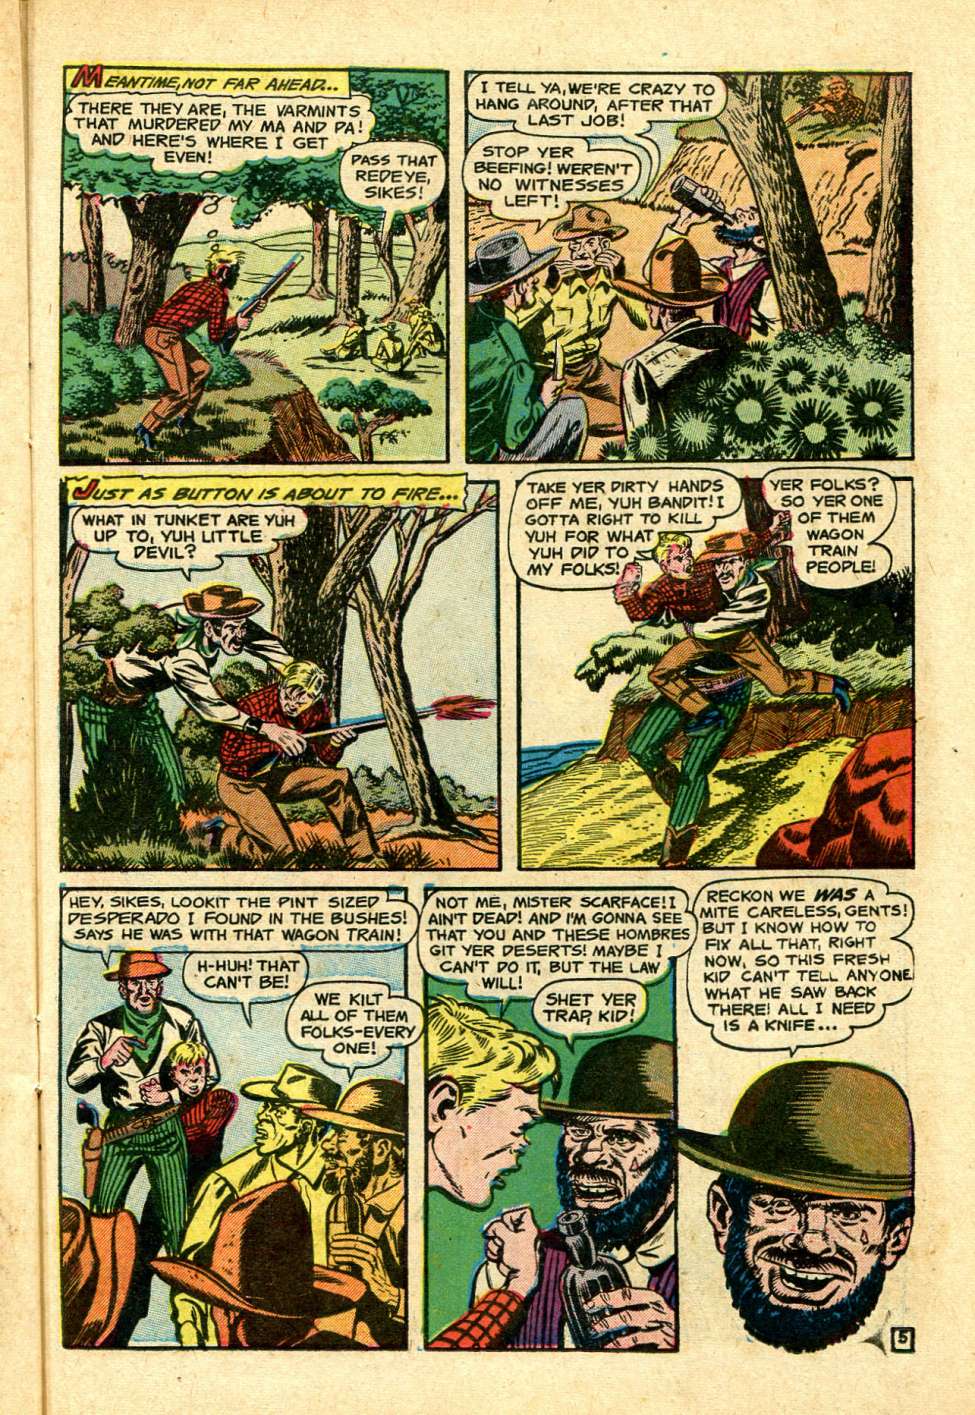 MEANTIME, NOT FAR AHEAD...
THERE THEY ARE, THE VARMINTS
THAT MURDERED MY MA AND PA!
AND HERE'S WHERE I GET
EVEN!
PASS THAT
REDEYE,
SIKES!
I TELL YA, WE'RE CRAZY TO
HANG AROUND, AFTER THAT
LAST JOB!
STOP YER
BEEFING! WEREN'T
NO WITNESSES
LEFT!
JUST AS BUTTON IS ABOUT TO FIRE...
WHAT IN TUNKET ARE YUH
UP TO, YUH LITTLE
DEVIL?
TAKE YER DIRTY HANDS
OFF ME, YUH BANDIT! I
GOTTA RIGHT TO KILL
YUH FOR WHAT
YUH DID TO
MY FOLKS!
YER FOLKS?
SO YER ONE
OF THEM
WAGON
TRAIN
PEOPLE!
HEY, SIKES, LOOKIT THE PINT SIZED
DESPERADO I FOUND IN THE BUSHES!
SAYS HE WAS WITH THAT WAGON TRAIN!
H-HUH! THAT
CAN'T BE!
WE KILT
ALL OF THEM
FOLKS-EVERY
ONE!
NOT ME, MISTER SCARFACE! I
AIN'T DEAD! AND I'M GONNA SEE
THAT YOU AND THESE HOMBRES
GIT YER DESERTS! MAYBE I
CAN'T DO IT, BUT THE LAW
WILL!
SHET YER
TRAP, KID!
RECKON WE WAS A
MITE CARELESS, GENTS!
BUT I KNOW HOW TO
FIX ALL THAT, RIGHT
NOW, SO THIS FRESH
KID CAN'T TELL ANYONE
WHAT HE SAW BACK
THERE! ALL I NEED
IS A KNIFE...
5